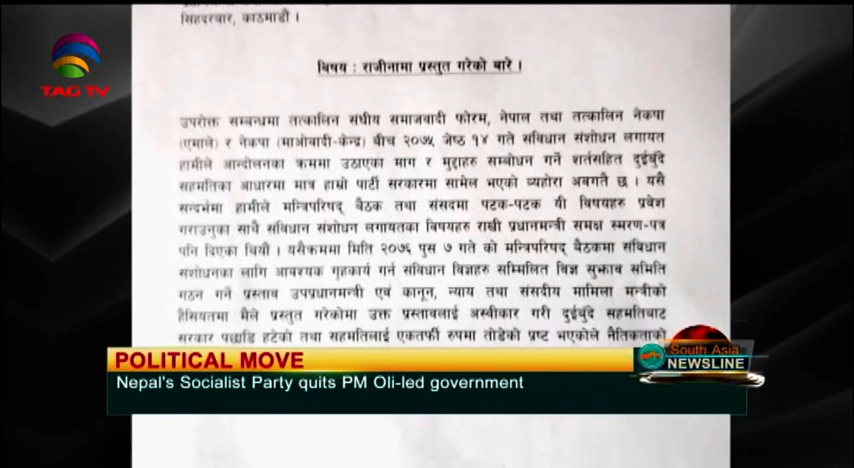 सिंहदरबार, काठमाडौं ।
विषय : राजीनामा प्रस्तुत गरेको बारे ।
उपरोक्त सम्बन्धमा तत्कालिन संघीय समाजवादी फोरम, नेपाल तथा तत्कालिन नेकपा
(एमाले) र नेकपा (माओवादी-केन्द्र) बीच २०७५ जेष्ठ १४ गते संविधान संशोधन लगायत
हामीले आन्दोलनका क्रममा उठाएका माग र मुद्दाहरु सम्बोधन गर्ने शर्तसहित दुईबुँदे
सहमतिका आधारमा मात्र हाम्रो पार्टी सरकारमा सामेल भएको व्यहोरा अवगतै छ । यसै
सन्दर्भमा हामीले मन्त्रिपरिषद् बैठक तथा संसदमा पटक-पटक यी विषयहरु प्रवेश
गराउनुका साथै संविधान संशोधन लगायतका विषयहरु राखी प्रधानमन्त्री समक्ष स्मरण-पत्र
पनि दिएका थियौं । यसैक्रममा मिति २०७६ पुस ७ गते को मन्त्रिपरिषद् बैठकमा संविधान
संशोधनका लागि आवश्यक गृहकार्य गर्न संविधान विज्ञहरु सम्मिलित विज्ञ सुझाव समिति
गठन गर्ने प्रस्ताव उपप्रधानमन्त्री एवं कानून, न्याय तथा संसदीय मामिला मन्त्रीको
हैसियतमा मैले प्रस्तुत गरेकोमा उक्त प्रस्तावलाई अस्वीकार गरी दुईबुँदे सहमतिबाट
सरकार पछाडि हटेको तथा सहमतिलाई एकतर्फी रुपमा तोडेको प्रष्ट भएकोले नैतिकताको
TAG TV
POLITICAL MOVE
Nepal's Socialist Party quits PM Oli-led government
South Asia
NEWSLINE